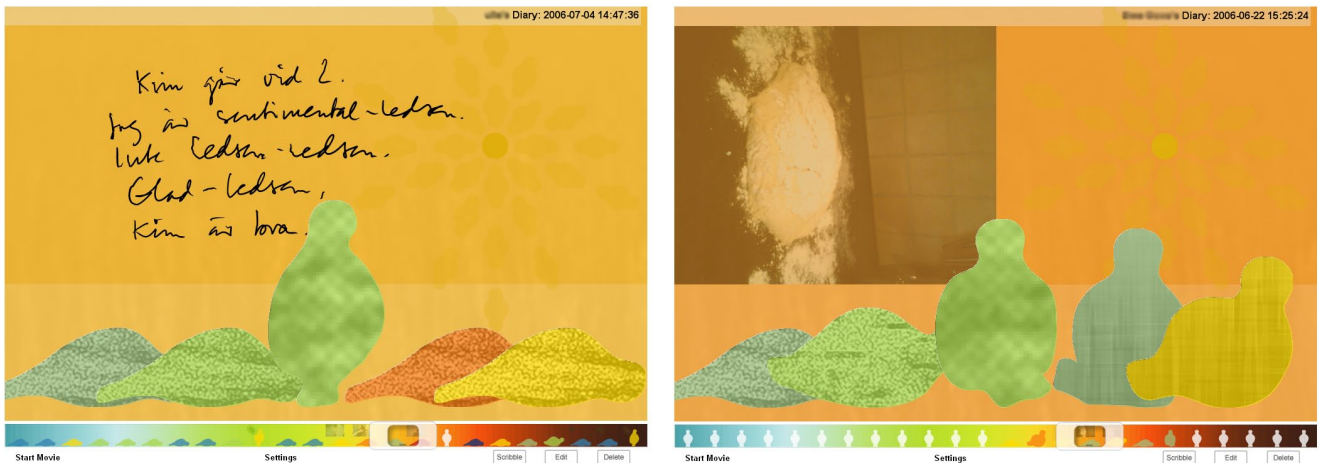 Diary: 2006-07-04 14:47:36
Kim går vid 2.
Jag är sentimental-ledsen.
Inte ledsen-ledsen.
Glad-ledsen,
Kim är bra.
Start Movie Settings Scribble Edit Delete
Diary: 2006-06-22 15:25:24
Start Movie Settings Scribble Edit Delete